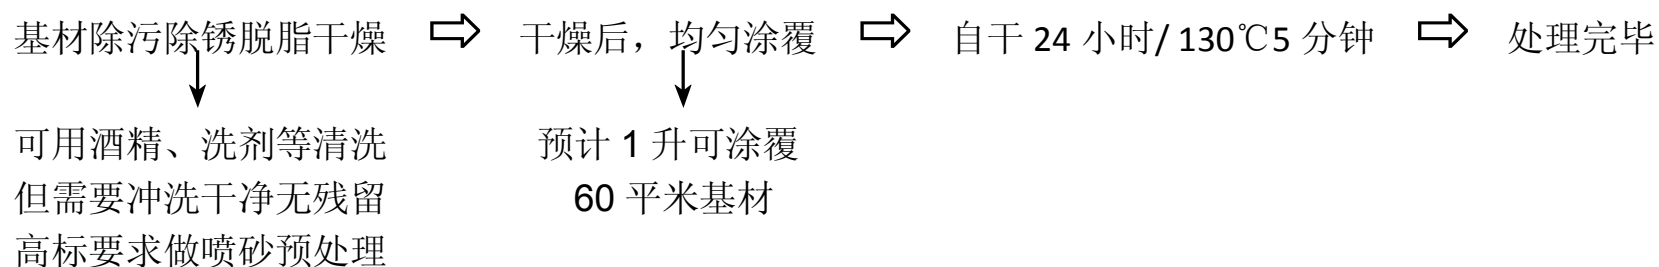 基材除污除锈脱脂干燥 ⇨ 干燥后，均匀涂覆 ⇨ 自干 24 小时/ 130℃5 分钟 ⇨ 处理完毕
可用酒精、洗剂等清洗
但需要冲洗干净无残留
高标要求做喷砂预处理
预计 1 升可涂覆
60 平米基材